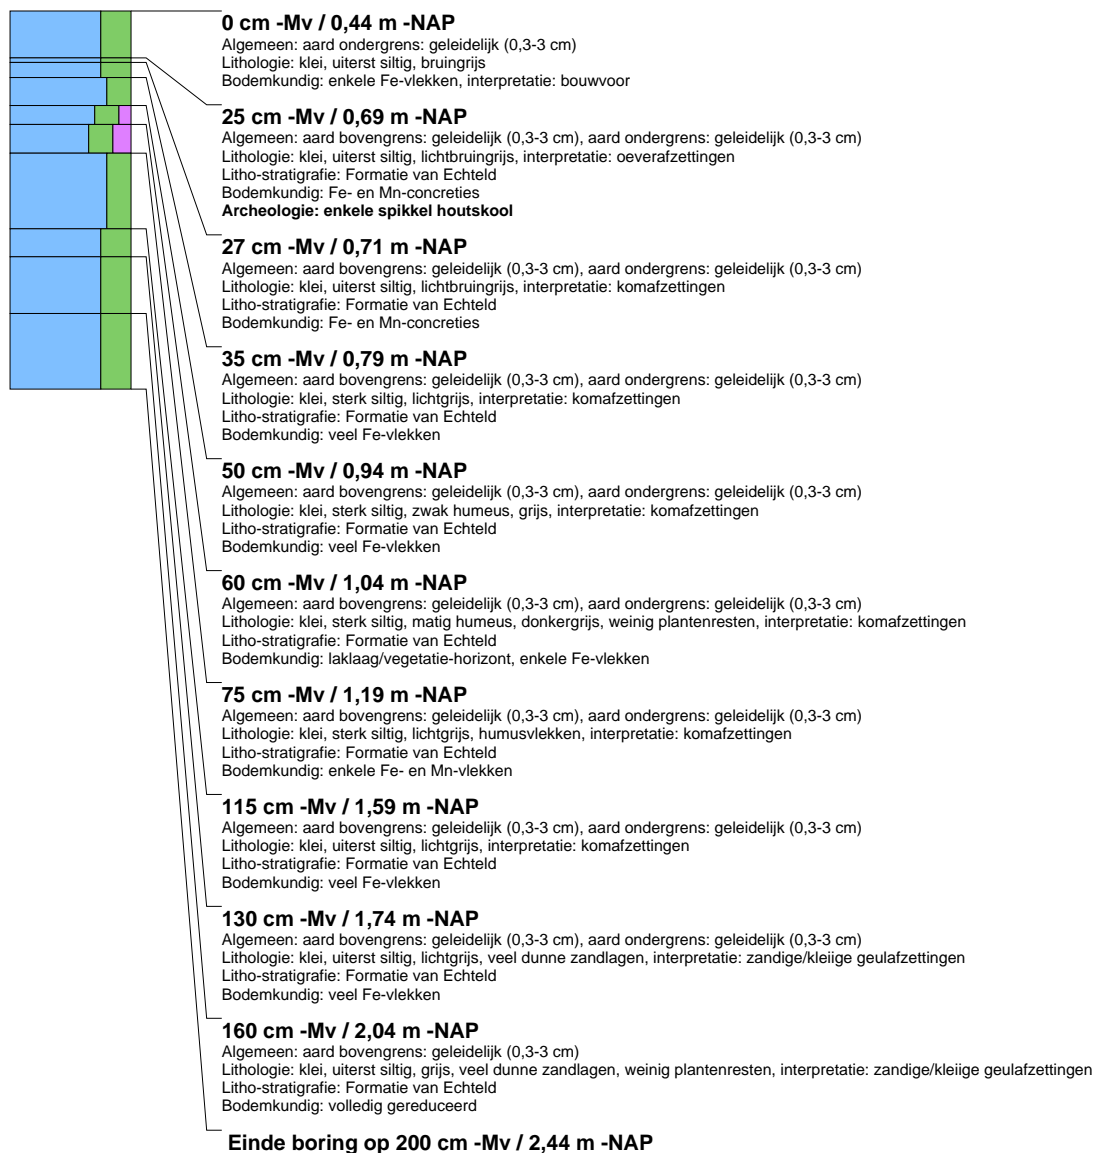 0 cm -Mv / 0,44 m -NAP
Algemeen: aard ondergrens: geleidelijk (0,3-3 cm)
Lithologie: klei, uiterst siltig, bruingrijs
Bodemkundig: enkele Fe-vlekken, interpretatie: bouwvoor
25 cm -Mv / 0,69 m -NAP
Algemeen: aard bovengrens: geleidelijk (0,3-3 cm), aard ondergrens: geleidelijk (0,3-3 cm)
Lithologie: klei, uiterst siltig, lichtbruingrijs, interpretatie: oeverafzettingen
Litho-stratigrafie: Formatie van Echteld
Bodemkundig: Fe- en Mn-concreties
Archeologie: enkele spikkel houtskool
27 cm -Mv / 0,71 m -NAP
Algemeen: aard bovengrens: geleidelijk (0,3-3 cm), aard ondergrens: geleidelijk (0,3-3 cm)
Lithologie: klei, uiterst siltig, lichtbruingrijs, interpretatie: komafzettingen
Litho-stratigrafie: Formatie van Echteld
Bodemkundig: Fe- en Mn-concreties
35 cm -Mv / 0,79 m -NAP
Algemeen: aard bovengrens: geleidelijk (0,3-3 cm), aard ondergrens: geleidelijk (0,3-3 cm)
Lithologie: klei, sterk siltig, lichtgrijs, interpretatie: komafzettingen
Litho-stratigrafie: Formatie van Echteld
Bodemkundig: veel Fe-vlekken
50 cm -Mv / 0,94 m -NAP
Algemeen: aard bovengrens: geleidelijk (0,3-3 cm), aard ondergrens: geleidelijk (0,3-3 cm)
Lithologie: klei, sterk siltig, zwak humeus, grijs, interpretatie: komafzettingen
Litho-stratigrafie: Formatie van Echteld
Bodemkundig: veel Fe-vlekken
60 cm -Mv / 1,04 m -NAP
Algemeen: aard bovengrens: geleidelijk (0,3-3 cm), aard ondergrens: geleidelijk (0,3-3 cm)
Lithologie: klei, sterk siltig, matig humeus, donkergrijs, weinig plantenresten, interpretatie: komafzettingen
Litho-stratigrafie: Formatie van Echteld
Bodemkundig: laklaag/vegetatie-horizont, enkele Fe-vlekken
75 cm -Mv / 1,19 m -NAP
Algemeen: aard bovengrens: geleidelijk (0,3-3 cm), aard ondergrens: geleidelijk (0,3-3 cm)
Lithologie: klei, sterk siltig, lichtgrijs, humusvlekken, interpretatie: komafzettingen
Litho-stratigrafie: Formatie van Echteld
Bodemkundig: enkele Fe- en Mn-vlekken
115 cm -Mv / 1,59 m -NAP
Algemeen: aard bovengrens: geleidelijk (0,3-3 cm), aard ondergrens: geleidelijk (0,3-3 cm)
Lithologie: klei, uiterst siltig, lichtgrijs, interpretatie: komafzettingen
Litho-stratigrafie: Formatie van Echteld
Bodemkundig: veel Fe-vlekken
130 cm -Mv / 1,74 m -NAP
Algemeen: aard bovengrens: geleidelijk (0,3-3 cm), aard ondergrens: geleidelijk (0,3-3 cm)
Lithologie: klei, uiterst siltig, lichtgrijs, veel dunne zandlagen, interpretatie: zandige/kleiige geulafzettingen
Litho-stratigrafie: Formatie van Echteld
Bodemkundig: veel Fe-vlekken
160 cm -Mv / 2,04 m -NAP
Algemeen: aard bovengrens: geleidelijk (0,3-3 cm)
Lithologie: klei, uiterst siltig, grijs, veel dunne zandlagen, weinig plantenresten, interpretatie: zandige/kleiige geulafzettingen
Litho-stratigrafie: Formatie van Echteld
Bodemkundig: volledig gereduceerd
Einde boring op 200 cm -Mv / 2,44 m -NAP